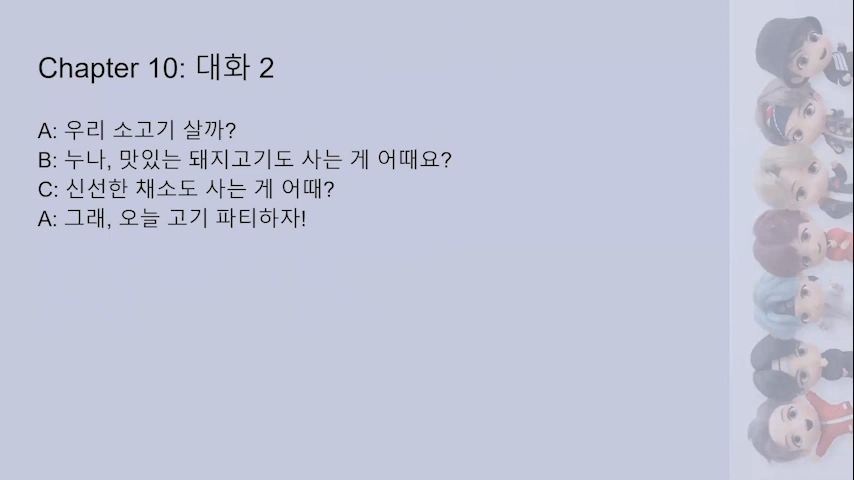 Chapter 10: 대화 2
A: 우리 소고기 살까?
B: 누나, 맛있는 돼지고기도 사는 게 어때요?
C: 신선한 채소도 사는 게 어때?
A: 그래, 오늘 고기 파티하자!